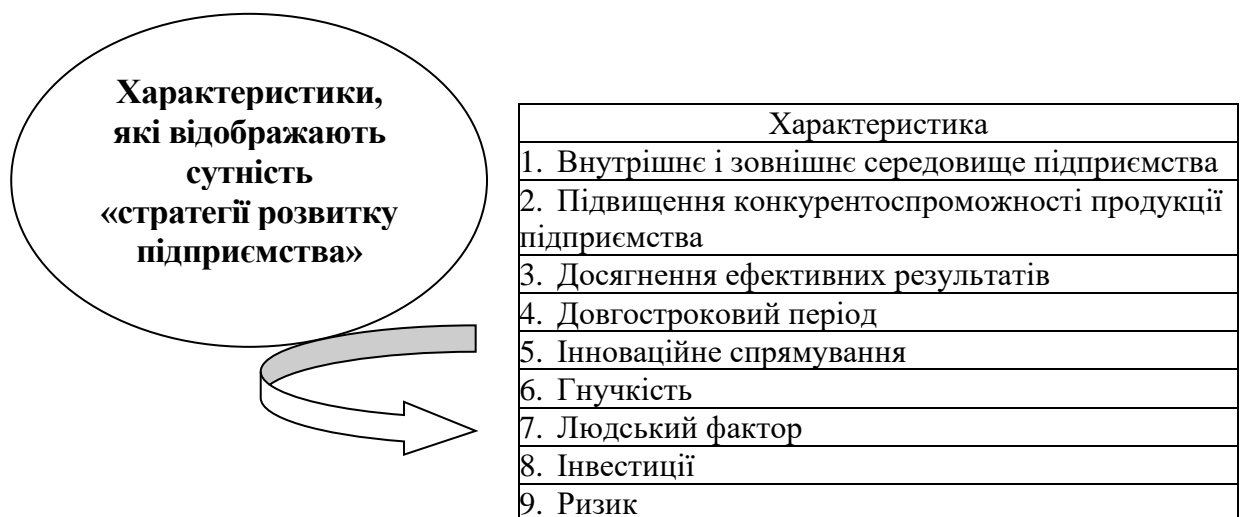 Характеристики,
які відображають
сутність
«стратегії розвитку
підприємства»
Характеристика
1. Внутрішнє і зовнішнє середовище підприємства
2. Підвищення конкурентоспроможності продукції
підприємства
3. Досягнення ефективних результатів
4. Довгостроковий період
5. Інноваційне спрямування
6. Гнучкість
7. Людський фактор
8. Інвестиції
9. Ризик